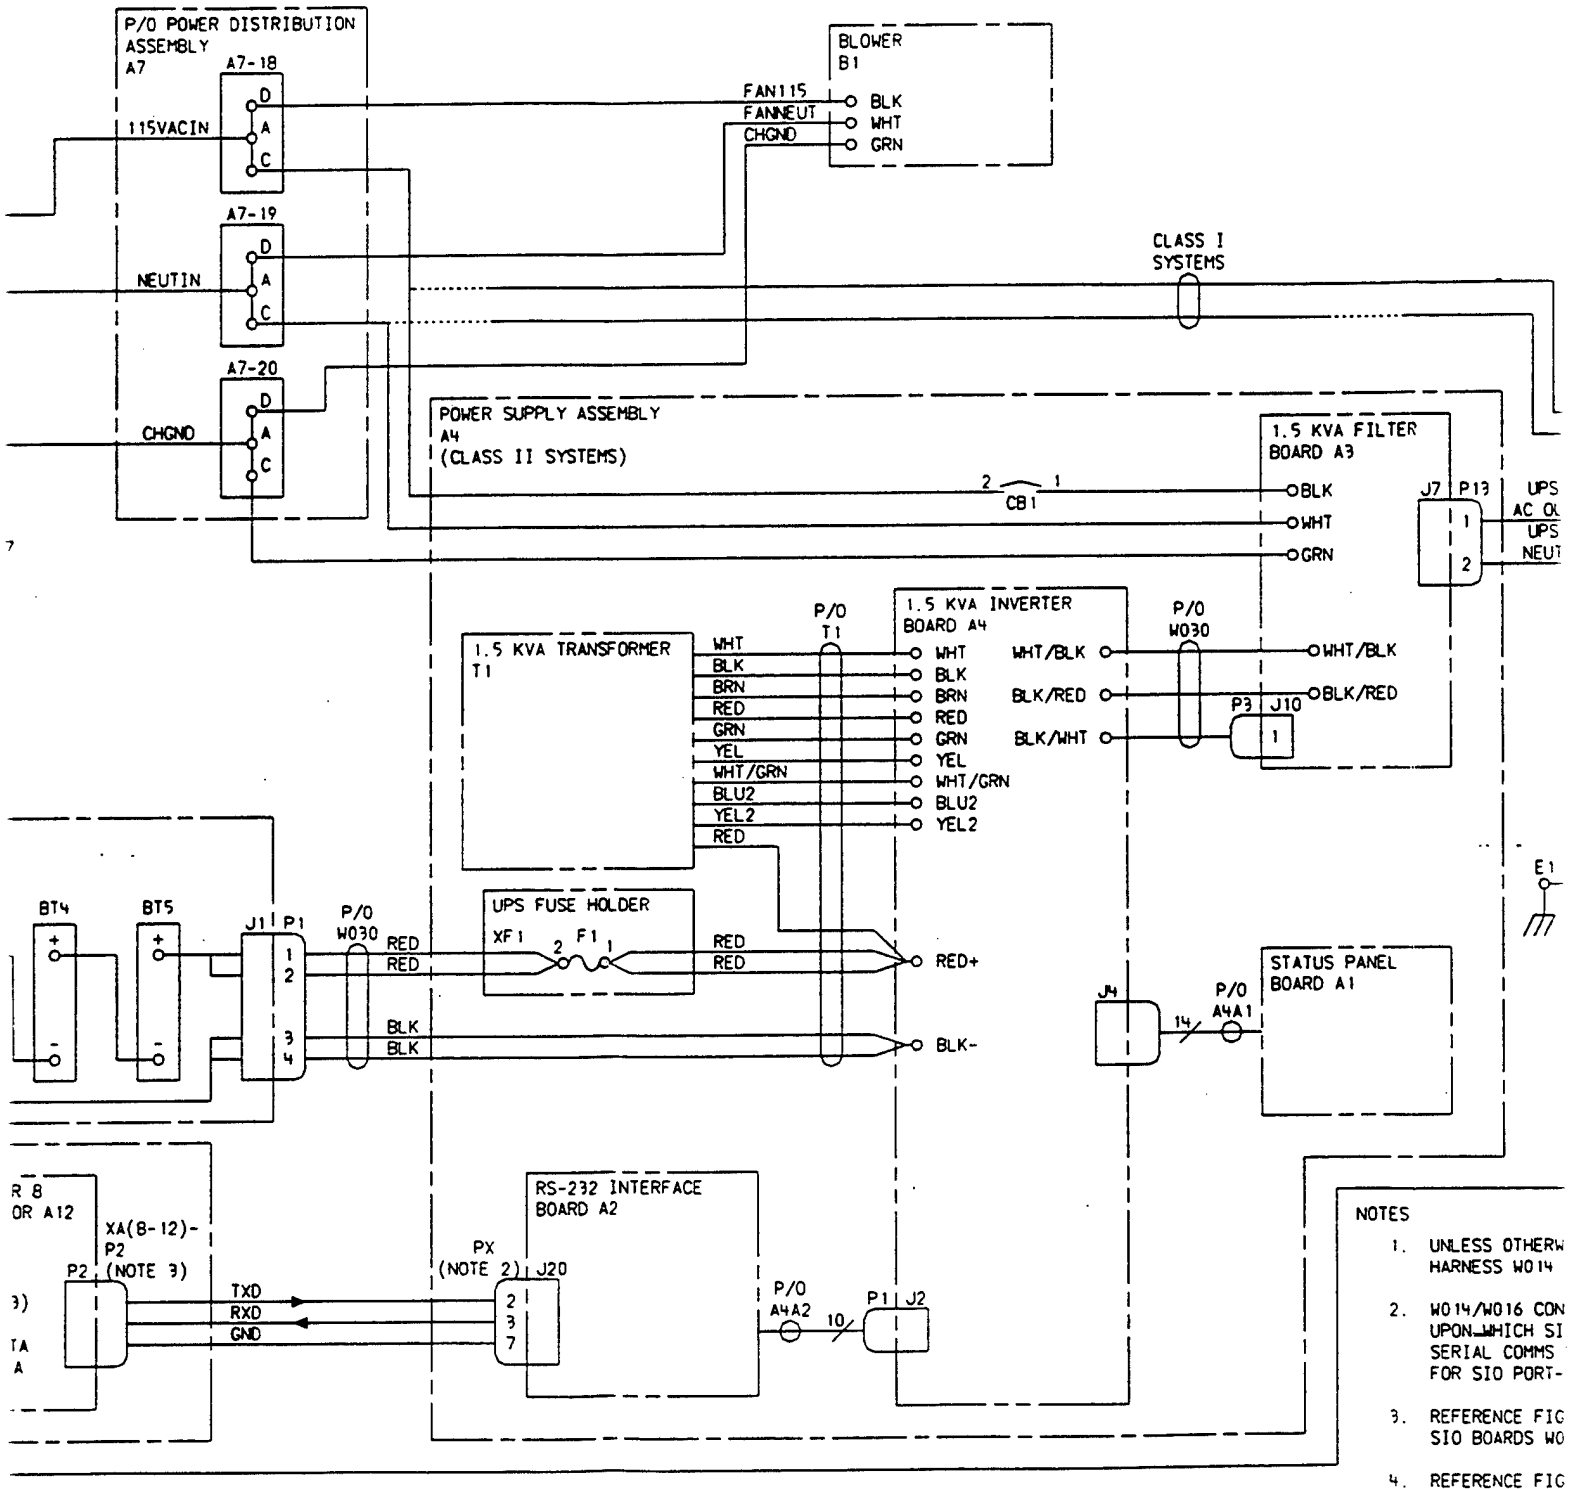 P/O POWER DISTRIBUTION
ASSEMBLY
A7
A7-18
D
A
C
115VACIN
A7-19
D
A
C
NEUTIN
A7-20
D
A
C
CHGND
BLOWER
B1
FAN115
BLK
FANNEUT
WHT
CHGND
GRN
CLASS I
SYSTEMS
POWER SUPPLY ASSEMBLY
A4
(CLASS II SYSTEMS)
2
1
CB1
1.5 KVA FILTER
BOARD A3
BLK
WHT
GRN
J7
P13
1
2
UPS
AC
UPS
NEUT
7
1.5 KVA TRANSFORMER
T1
WHT
BLK
BRN
RED
GRN
YEL
WHT/GRN
BLU2
YEL2
RED
P/O
T1
1.5 KVA INVERTER
BOARD A4
WHT
BLK
BRN
RED
GRN
YEL
WHT/GRN
BLU2
YEL2
WHT/BLK
BLK/RED
BLK/WHT
P/O
W030
WHT/BLK
BLK/RED
P3
J10
1
E1
BT4
+
-
BT5
+
-
J1
P1
1
2
3
4
P/O
W030
RED
RED
BLK
BLK
UPS FUSE HOLDER
XF1
2
F1
1
RED
RED
RED+
BLK-
J4
14
P/O
A4A1
STATUS PANEL
BOARD A1
R 8
OR A12
XA(8-12)-
P2
(NOTE 3)
P2
3)
TA
A
TXD
RXD
GND
PX
(NOTE 2)
J20
2
3
7
RS-232 INTERFACE
BOARD A2
P/O
A4A2
10
P1
J2
NOTES
1. UNLESS OTHERW
HARNESS W014
2. W014/W016 CON
UPON WHICH SI
SERIAL COMMS
FOR SIO PORT-
3. REFERENCE FIG
SIO BOARDS WO
4. REFERENCE FIG